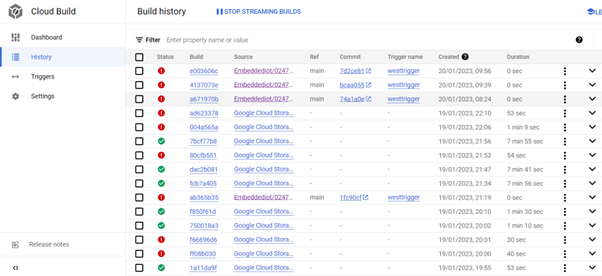 Cloud Build
Build history
STOP STREAMING BUILDS
LE
Dashboard
History
Triggers
Settings
Release notes
Filter Enter property name or value
Status Build Source Ref Commit Trigger name Created Duration
e003606c Embeddediot/0247... main 7d2ce81 westtrigger 20/01/2023, 09:56 0 sec
4137073e Embeddediot/0247... main bcaa055 westtrigger 20/01/2023, 09:39 0 sec
a671970b Embeddediot/0247... main 74a1a0e westtrigger 20/01/2023, 08:24 0 sec
ad623378 Google Cloud Stora... - - - 19/01/2023, 22:10 53 sec
004a565a Google Cloud Stora... - - - 19/01/2023, 22:06 1 min 9 sec
7bcf77b8 Google Cloud Stora... - - - 19/01/2023, 21:56 7 min 55 sec
80cfb551 Google Cloud Stora... - - - 19/01/2023, 21:52 54 sec
dac2b081 Google Cloud Stora... - - - 19/01/2023, 21:47 7 min 41 sec
fcb7a405 Google Cloud Stora... - - - 19/01/2023, 21:34 7 min 56 sec
ab365b35 Embeddediot/0247... main 1fc90cf westtrigger 19/01/2023, 21:19 0 sec
f850f61d Google Cloud Stora... - - - 19/01/2023, 20:10 1 min 30 sec
750018a3 Google Cloud Stora... - - - 19/01/2023, 20:02 1 min 10 sec
f66696d6 Google Cloud Stora... - - - 19/01/2023, 20:01 30 sec
ff08b030 Google Cloud Stora... - - - 19/01/2023, 20:00 40 sec
1a11da9f Google Cloud Stora... - - - 19/01/2023, 19:55 53 sec